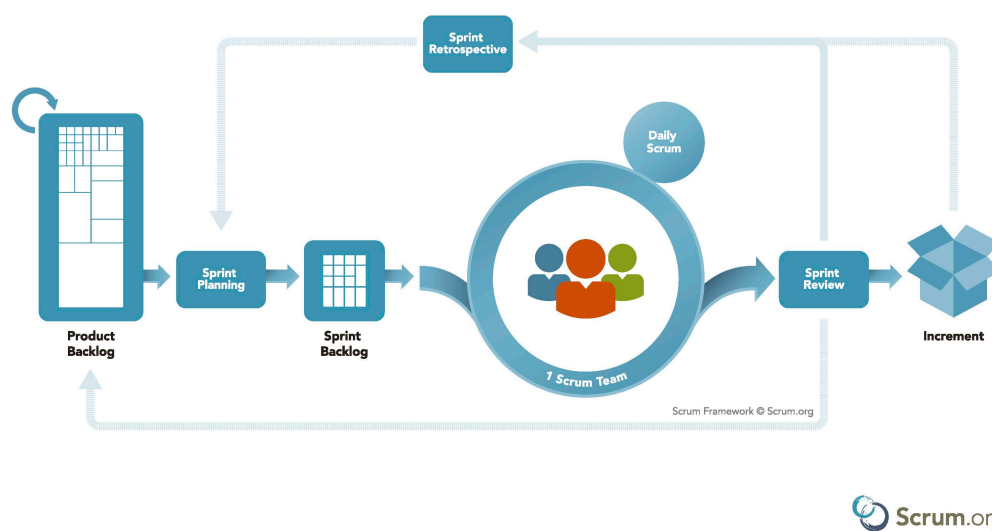 Sprint
Retrospective
Daily
Scrum
Sprint
Planning
Sprint
Review
Product
Backlog
Sprint
Backlog
Increment
1 Scrum Team
Scrum Framework © Scrum.org
Scrum.or